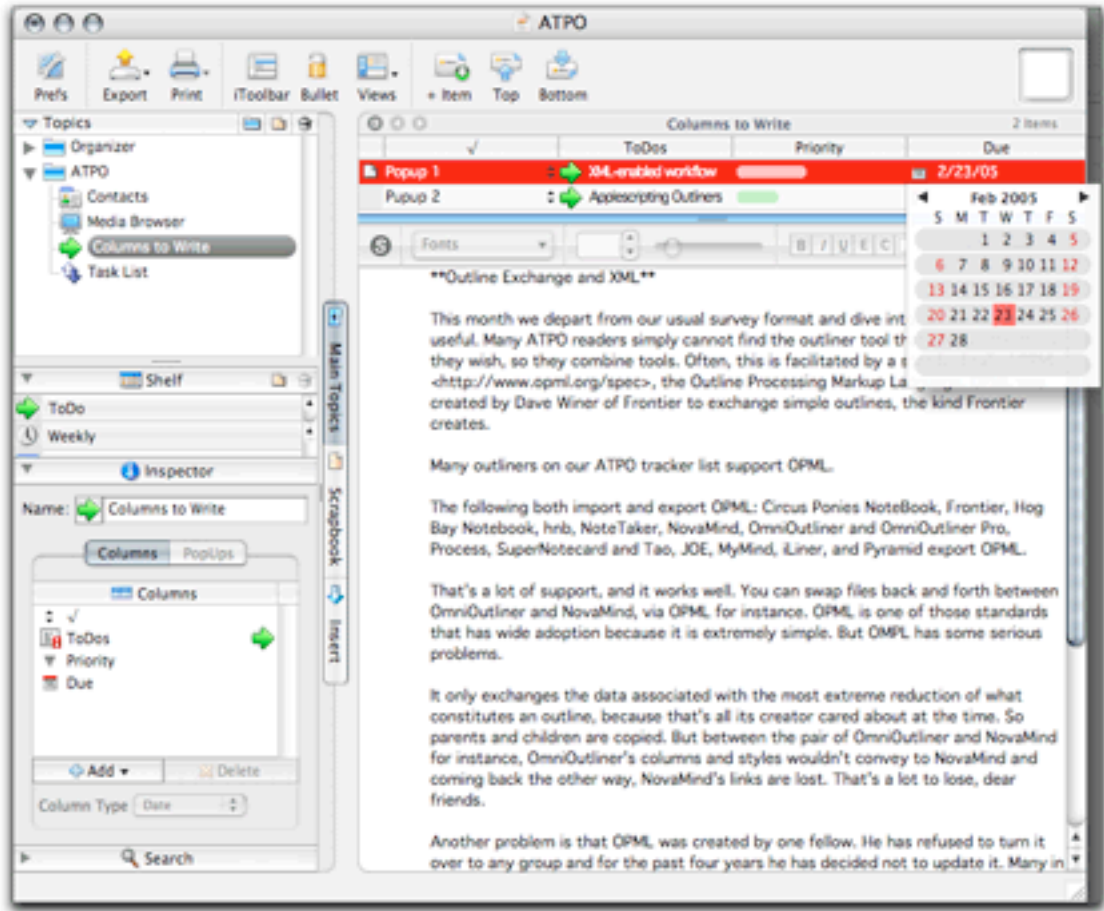 ATPO
Prefs Export Print iToolbar Bullet Views + Item Top Bottom
Topics
Organizer
ATPO
Contacts
Media Browser
Columns to Write
Task List
Shelf
ToDo
Weekly
Inspector
Name: Columns to Write
Columns PopUps
Columns
√
ToDos
Priority
Due
Add Delete
Column Type Date
Search
Main Topics
Scrapbook
Insert
Columns to Write 2 items
√ ToDos Priority Due
Popup 1 XML-enabled workflow 2/23/05
Pupup 2 Applescripting Outliners
Feb 2005
S M T W T F S
1 2 3 4 5
6 7 8 9 10 11 12
13 14 15 16 17 18 19
20 21 22 23 24 25 26
27 28
Fonts B I U E C
**Outline Exchange and XML**
This month we depart from our usual survey format and dive int
useful. Many ATPO readers simply cannot find the outliner tool th
they wish, so they combine tools. Often, this is facilitated by a s
<http://www.opml.org/spec>, the Outline Processing Markup La
created by Dave Winer of Frontier to exchange simple outlines, the kind Frontier
creates.
Many outliners on our ATPO tracker list support OPML.
The following both import and export OPML: Circus Ponies NoteBook, Frontier, Hog
Bay Notebook, hnb, NoteTaker, NovaMind, OmniOutliner and OmniOutliner Pro,
Process, SuperNotecard and Tao, JOE, MyMind, iLiner, and Pyramid export OPML.
That's a lot of support, and it works well. You can swap files back and forth between
OmniOutliner and NovaMind, via OPML for instance. OPML is one of those standards
that has wide adoption because it is extremely simple. But OMPL has some serious
problems.
It only exchanges the data associated with the most extreme reduction of what
constitutes an outline, because that's all its creator cared about at the time. So
parents and children are copied. But between the pair of OmniOutliner and NovaMind
for instance, OmniOutliner's columns and styles wouldn't convey to NovaMind and
coming back the other way, NovaMind's links are lost. That's a lot to lose, dear
friends.
Another problem is that OPML was created by one fellow. He has refused to turn it
over to any group and for the past four years he has decided not to update it. Many in